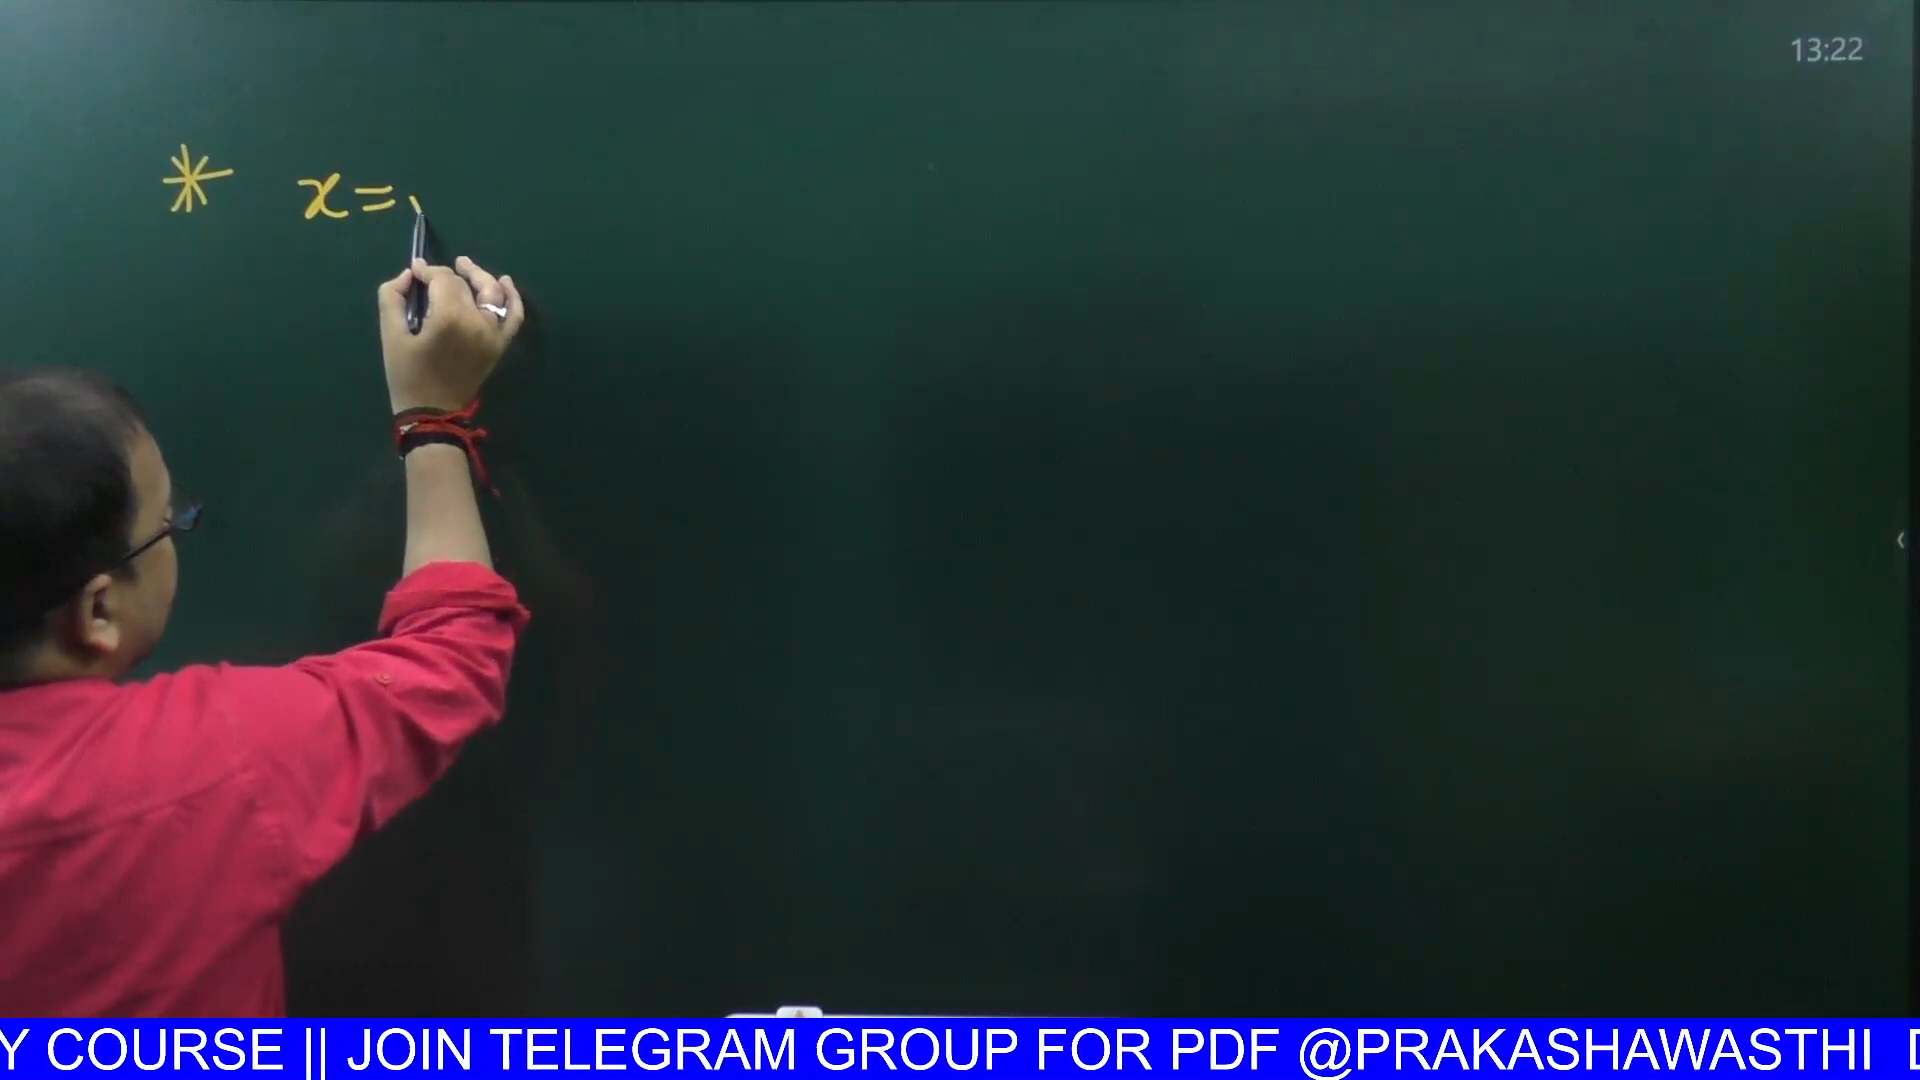 13:22
* x=
Y COURSE || JOIN TELEGRAM GROUP FOR PDF @PRAKASHAWASTHI